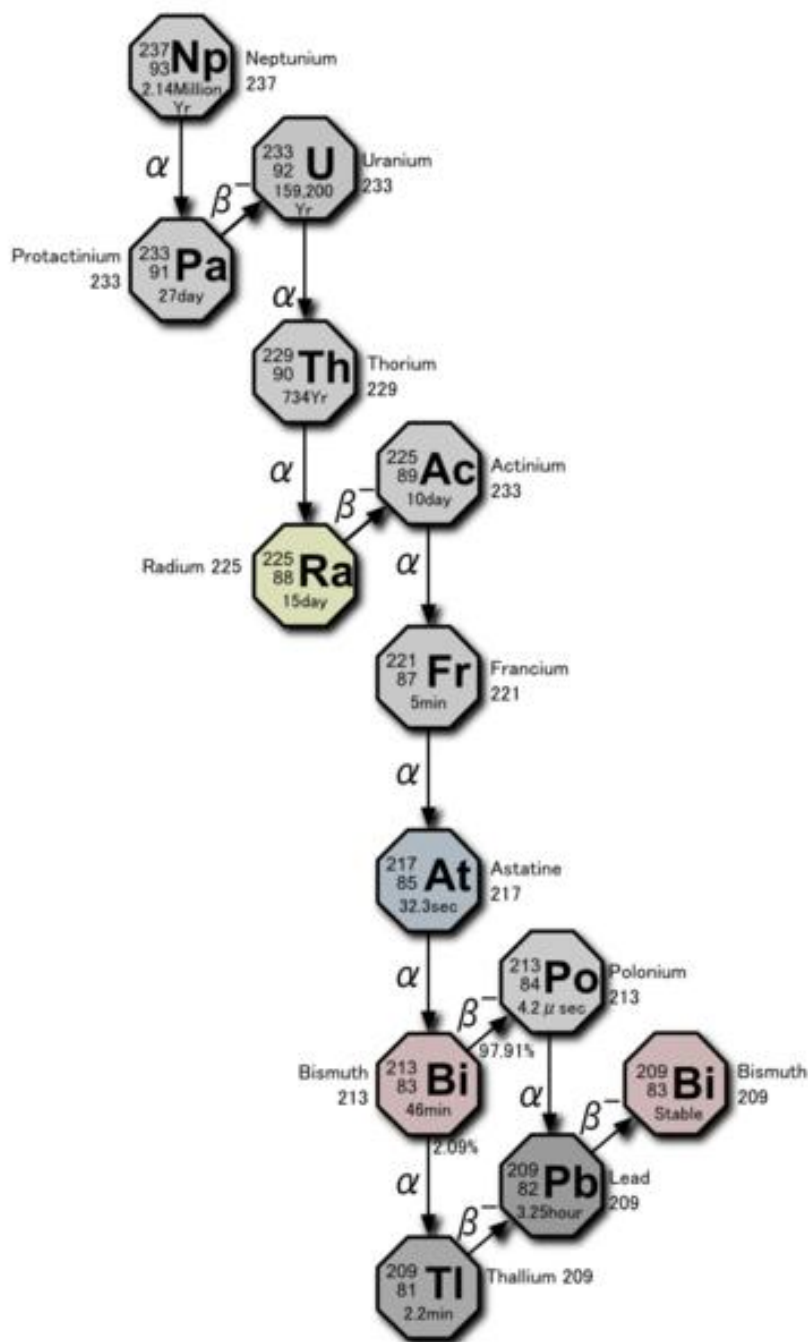 237
93
Np
2.14Million
Yr
Neptunium
237
α
233
92
U
159,200
Yr
Uranium
233
β−
Protactinium
233
233
91
Pa
27day
α
229
90
Th
734Yr
Thorium
229
α
225
89
Ac
10day
Actinium
233
β−
Radium 225
225
88
Ra
15day
α
221
87
Fr
5min
Francium
221
α
217
85
At
32.3sec
Astatine
217
α
213
84
Po
4.2μsec
Polonium
213
β−
97.91%
Bismuth
213
213
83
Bi
46min
2.09%
α
209
83
Bi
Stable
Bismuth
209
β−
α
209
82
Pb
3.25hour
Lead
209
β−
209
81
Tl
2.2min
Thallium 209